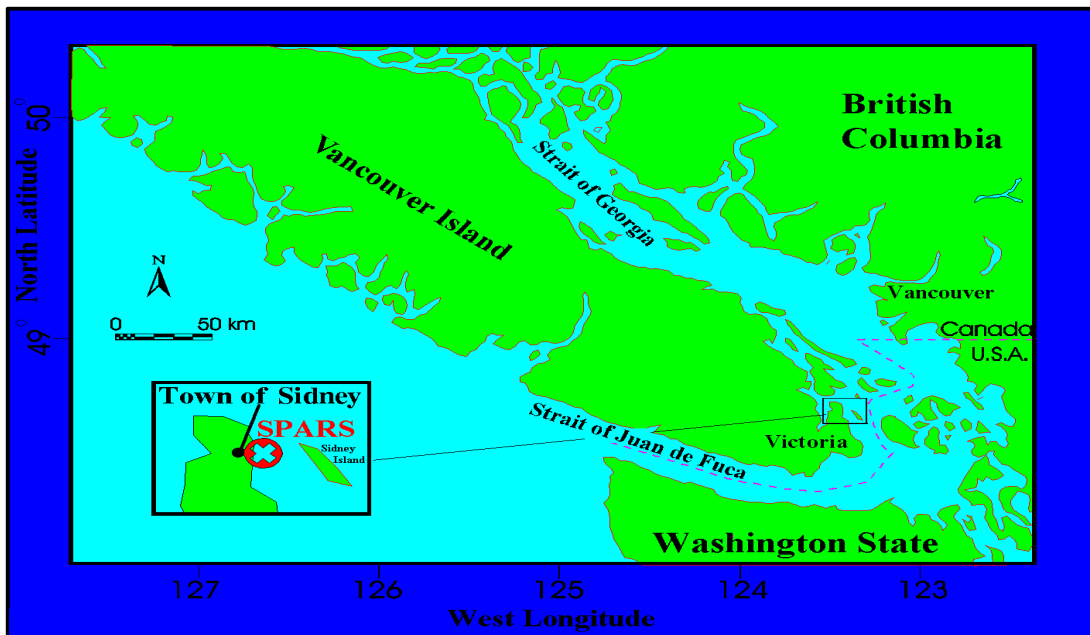 British
Columbia
Vancouver Island
Strait of Georgia
North Latitude
50°
49°
0 50 km
Vancouver
Canada
U.S.A.
Town of Sidney
SPARS
Sidney
Island
Strait of Juan de Fuca
Victoria
Washington State
127 126 125 124 123
West Longitude